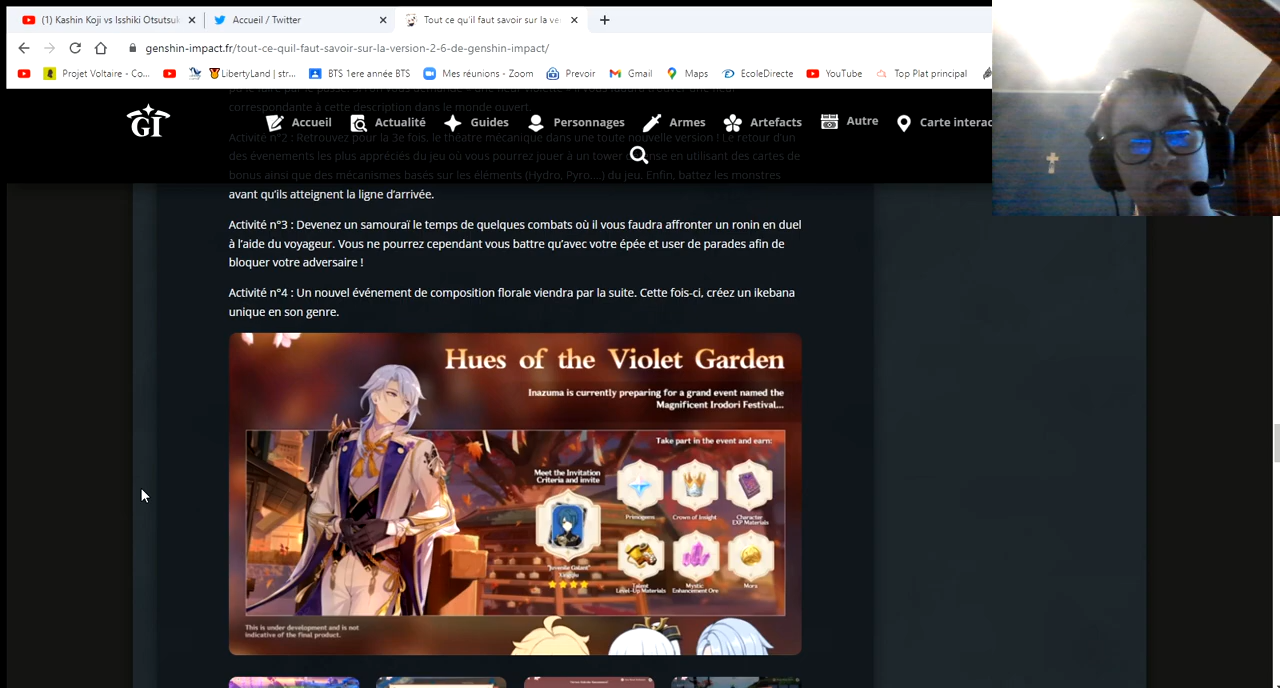 (1) Kashin Koji vs Isshiki Otsutsuk
Accueil / Twitter
Tout ce qu'il faut savoir sur la ve
genshin-impact.fr/tout-ce-quil-faut-savoir-sur-la-version-2-6-de-genshin-impact/
Projet Voltaire - Co...
LibertyLand | str...
BTS 1ere année BTS
Mes réunions - Zoom
Prevoir
Gmail
Maps
EcoleDirecte
YouTube
Top Plat principal
correspondante à cette description dans le monde ouvert.
GI
Accueil
Actualité
Guides
Personnages
Armes
Artefacts
Autre
Carte interac
Activité n°2 : Retrouvez pour la 3e fois, le théâtre mécanique dans une toute nouvelle version ! Le retour d'un
des évenements les plus appréciés du jeu où vous pourrez jouer à un tower defense en utilisant des cartes de
bonus ainsi que des mécanismes basés sur les éléments (Hydro, Pyro,...) du jeu. Enfin, battez les monstres
avant qu'ils atteignent la ligne d'arrivée.
Activité n°3 : Devenez un samouraï le temps de quelques combats où il vous faudra affronter un ronin en duel
à l'aide du voyageur. Vous ne pourrez cependant vous battre qu'avec votre épée et user de parades afin de
bloquer votre adversaire !
Activité n°4 : Un nouvel événement de composition florale viendra par la suite. Cette fois-ci, créez un ikebana
unique en son genre.
Hues of the Violet Garden
Inazuma is currently preparing for a grand event named the
Magnificent Irodori Festival...
Take part in the event and earn:
Meet the Invitation
Criteria and invite
"Juvenile Galant"
Xingqiu
Primogems
Crown of Insight
Character
EXP Materials
Talent
Level-Up Materials
Mystic
Enhancement Ore
Mora
This is under development and is not
indicative of the final product.